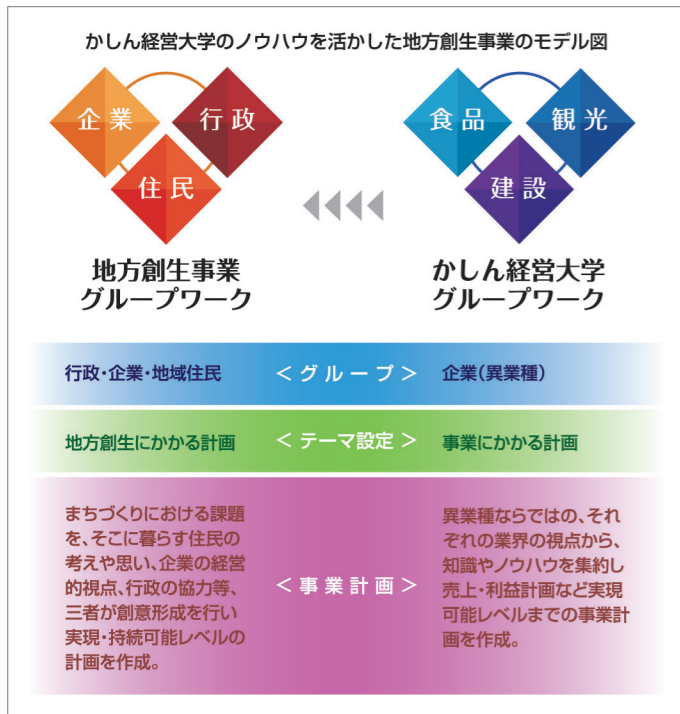 かしん経営大学のノウハウを活かした地方創生事業のモデル図
企業
行政
住民
食品
観光
建設
地方創生事業
グループワーク
かしん経営大学
グループワーク
行政・企業・地域住民
＜グループ＞
企業（異業種）
地方創生にかかる計画
＜テーマ設定＞
事業にかかる計画
まちづくりにおける課題
を、そこに暮らす住民の
考えや思い、企業の経営
的視点、行政の協力等、
三者が創意形成を行い
実現・持続可能レベルの
計画を作成。
＜事業計画＞
異業種ならではの、それ
ぞれの業界の視点から、
知識やノウハウを集約し
売上・利益計画など実現
可能レベルまでの事業計
画を作成。